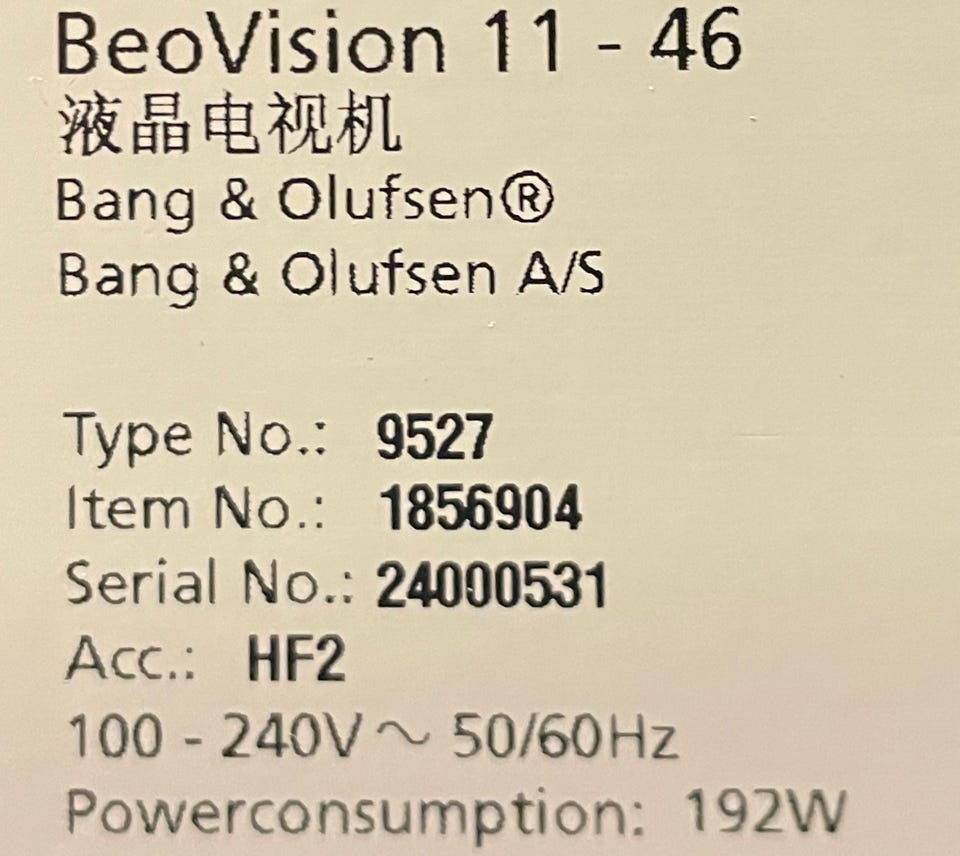 BeoVision 11 - 46
液晶电视机
Bang & Olufsen®
Bang & Olufsen A/S
Type No.: 9527
Item No.: 1856904
Serial No.: 24000531
Acc.: HF2
100 - 240V ~ 50/60Hz
Powerconsumption: 192W